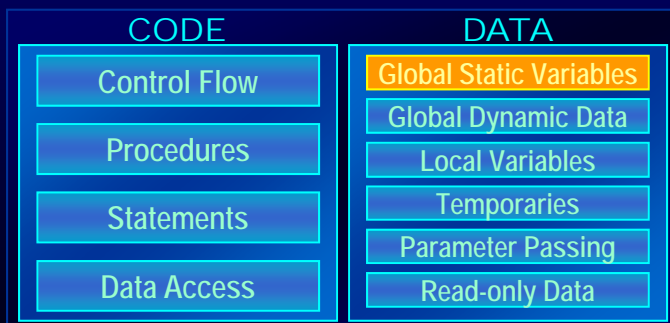 CODE
Control Flow
Procedures
Statements
Data Access
DATA
Global Static Variables
Global Dynamic Data
Local Variables
Temporaries
Parameter Passing
Read-only Data